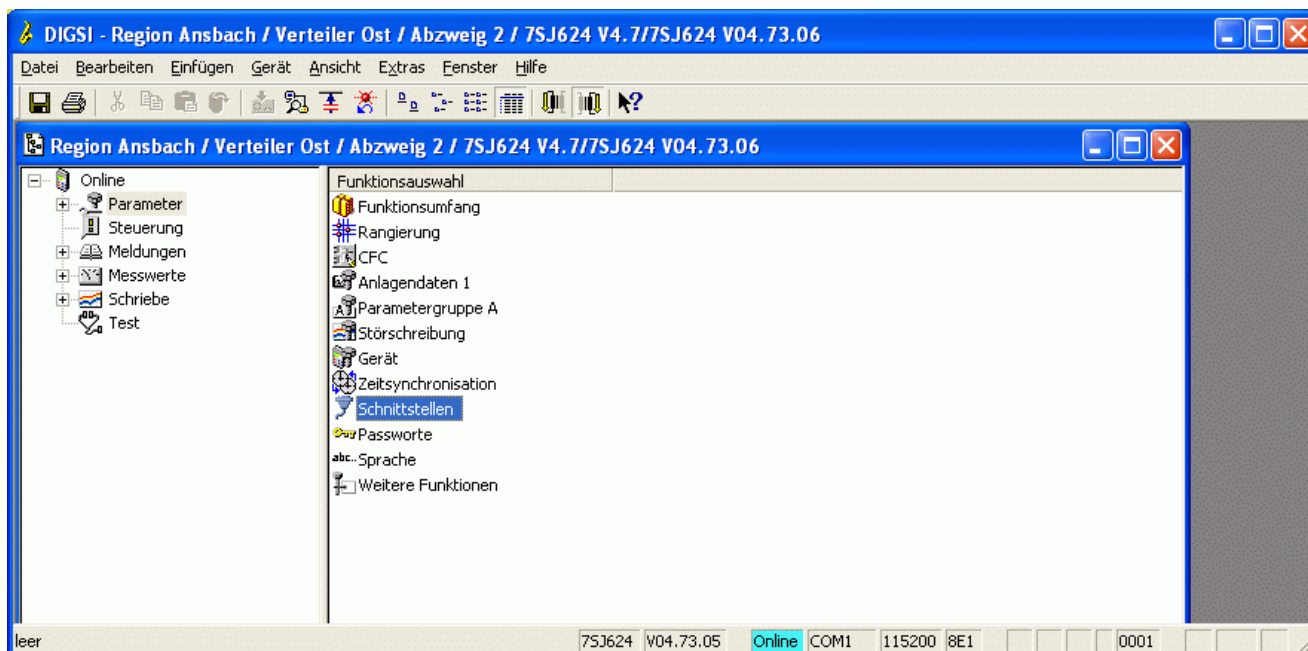 DIGSI - Region Ansbach / Verteiler Ost / Abzweig 2 / 7SJ624 V4.7/7SJ624 V04.73.06
Datei Bearbeiten Einfügen Gerät Ansicht Extras Fenster Hilfe
Region Ansbach / Verteiler Ost / Abzweig 2 / 7SJ624 V4.7/7SJ624 V04.73.06
Online
Parameter
Steuerung
Meldungen
Messwerte
Schriebe
Test
Funktionsauswahl
Funktionsumfang
Rangierung
CFC
Anlagendaten 1
Parametergruppe A
Störschreibung
Gerät
Zeitsynchronisation
Schnittstellen
Passworte
abc.. Sprache
Weitere Funktionen
leer 7SJ624 V04.73.05 Online COM1 115200 8E1 0001